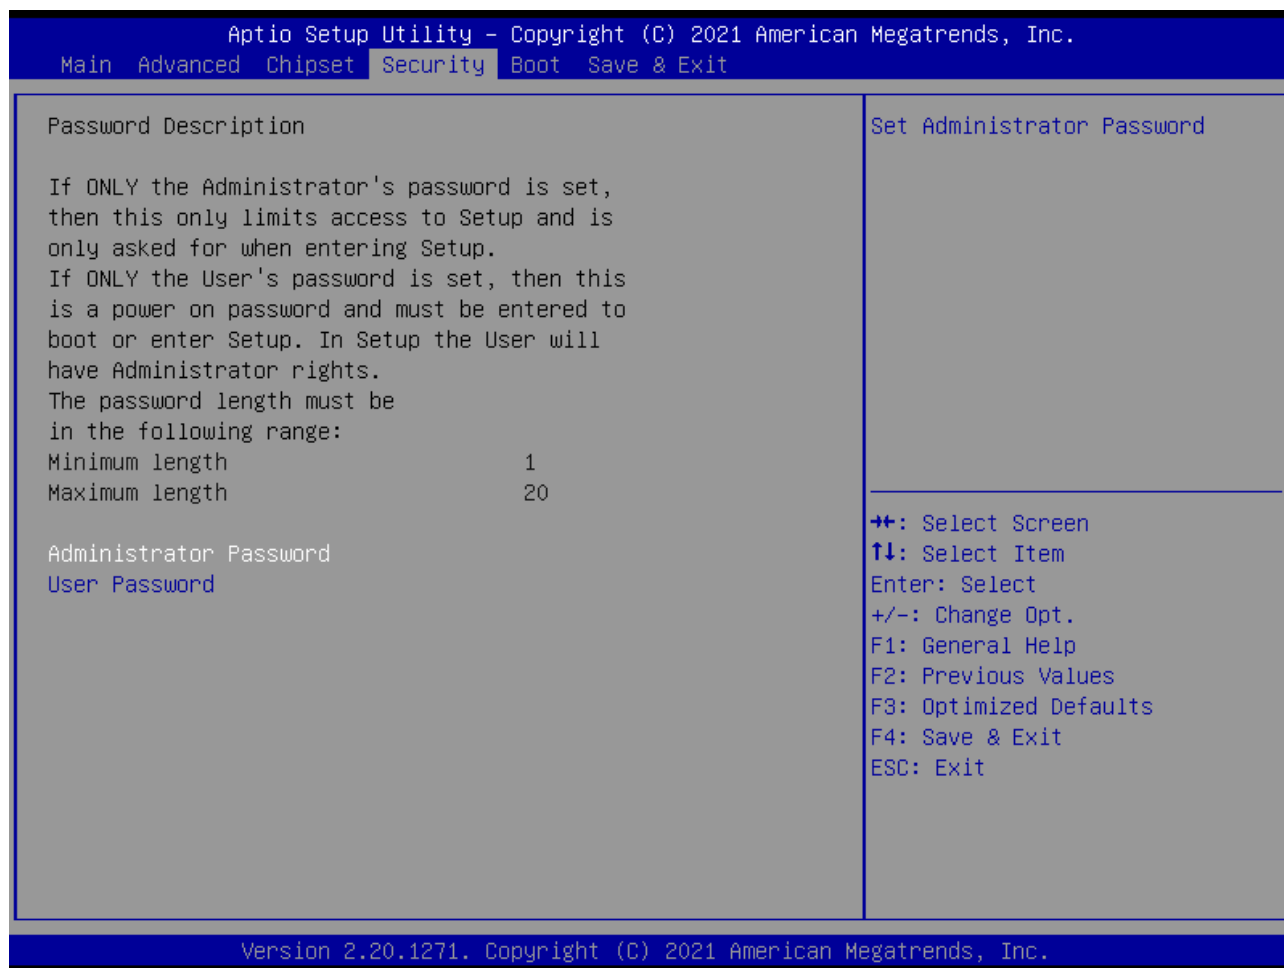 Aptio Setup Utility – Copyright (C) 2021 American Megatrends, Inc.
Main Advanced Chipset Security Boot Save & Exit
Password Description
If ONLY the Administrator's password is set,
then this only limits access to Setup and is
only asked for when entering Setup.
If ONLY the User's password is set, then this
is a power on password and must be entered to
boot or enter Setup. In Setup the User will
have Administrator rights.
The password length must be
in the following range:
Minimum length 1
Maximum length 20
Administrator Password
User Password
Set Administrator Password
→←: Select Screen
↑↓: Select Item
Enter: Select
+/-: Change Opt.
F1: General Help
F2: Previous Values
F3: Optimized Defaults
F4: Save & Exit
ESC: Exit
Version 2.20.1271. Copyright (C) 2021 American Megatrends, Inc.